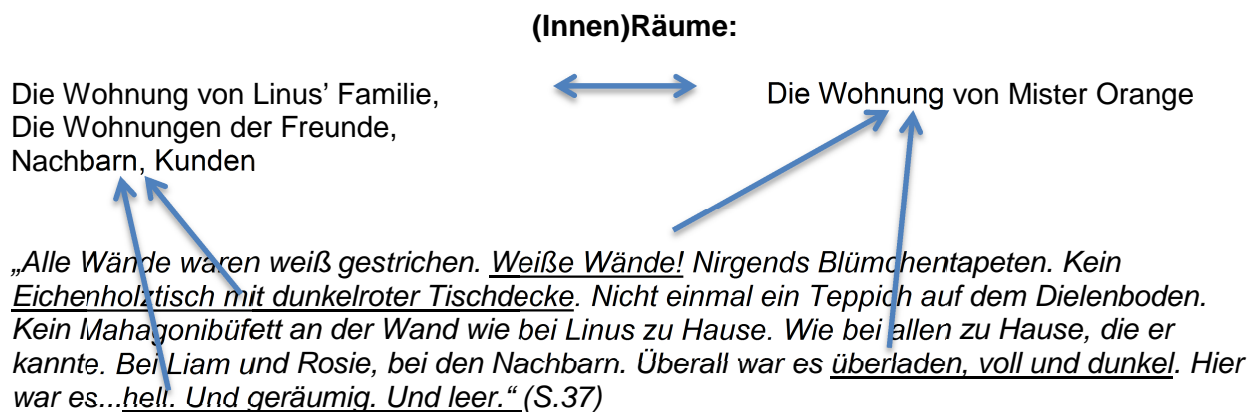 (Innen)Räume:
Die Wohnung von Linus’ Familie,
Die Wohnung von Mister Orange
Die Wohnungen der Freunde,
Nachbarn, Kunden
„Alle Wände waren weiß gestrichen. Weiße Wände! Nirgends Blümchentapeten. Kein
Eichenholztisch mit dunkelroter Tischdecke. Nicht einmal ein Teppich auf dem Dielenboden.
Kein Mahagonibüfett an der Wand wie bei Linus zu Hause. Wie bei allen zu Hause, die er
kannte. Bei Liam und Rosie, bei den Nachbarn. Überall war es überladen, voll und dunkel. Hier
war es...hell. Und geräumig. Und leer.“ (S.37)